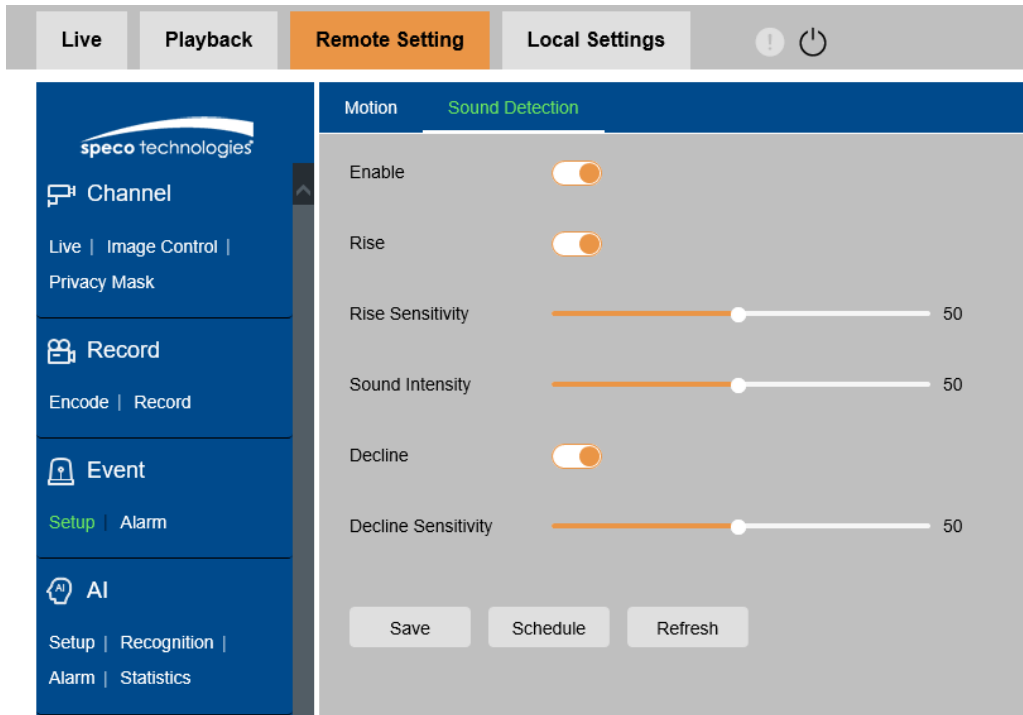 Live Playback Remote Setting Local Settings
speco technologies
Channel
Live | Image Control |
Privacy Mask
Record
Encode | Record
Event
Setup | Alarm
AI AI
Setup | Recognition |
Alarm | Statistics
Motion Sound Detection
Enable
Rise
Rise Sensitivity 50
Sound Intensity 50
Decline
Decline Sensitivity 50
Save Schedule Refresh